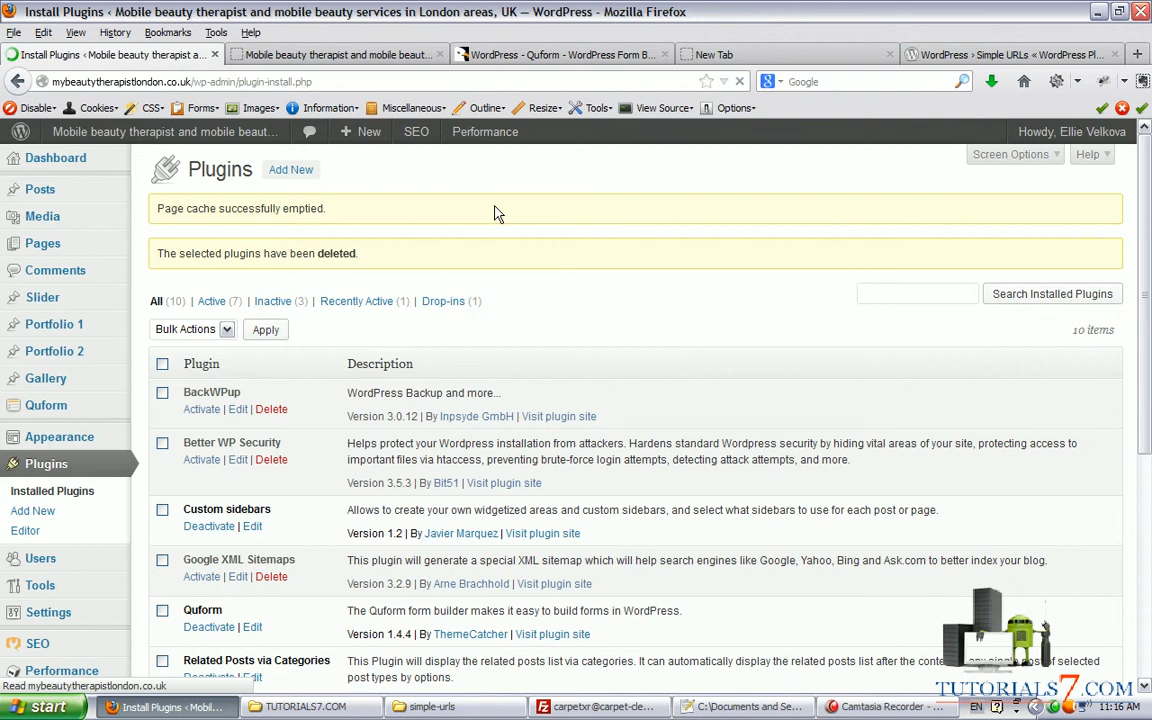 Install Plugins ‹ Mobile beauty therapist and mobile beauty services in London areas, UK — WordPress - Mozilla Firefox
File Edit View History Bookmarks Tools Help
Install Plugins ‹ Mobile beauty therapist a... Mobile beauty therapist and mobile beaut... WordPress - Quform - WordPress Form B... New Tab WordPress › Simple URLs « WordPress Pl...
mybeautytherapistlondon.co.uk/wp-admin/plugin-install.php Google
Disable Cookies CSS Forms Images Information Miscellaneous Outline Resize Tools View Source Options
Mobile beauty therapist and mobile beaut... New SEO Performance Howdy, Ellie Velkova
Screen Options Help
Dashboard
Posts
Media
Pages
Comments
Slider
Portfolio 1
Portfolio 2
Gallery
Quform
Appearance
Plugins
Installed Plugins
Add New
Editor
Users
Tools
Settings
SEO
Performance
Plugins Add New
Page cache successfully emptied.
The selected plugins have been deleted.
All (10) | Active (7) | Inactive (3) | Recently Active (1) | Drop-ins (1)
Search Installed Plugins
Bulk Actions Apply 10 items
Plugin Description
BackWPup WordPress Backup and more...
Activate | Edit | Delete Version 3.0.12 | By Inpsyde GmbH | Visit plugin site
Better WP Security Helps protect your Wordpress installation from attackers. Hardens standard Wordpress security by hiding vital areas of your site, protecting access to
Activate | Edit | Delete important files via htaccess, preventing brute-force login attempts, detecting attack attempts, and more.
Version 3.5.3 | By Bit51 | Visit plugin site
Custom sidebars Allows to create your own widgetized areas and custom sidebars, and select what sidebars to use for each post or page.
Deactivate | Edit Version 1.2 | By Javier Marquez | Visit plugin site
Google XML Sitemaps This plugin will generate a special XML sitemap which will help search engines like Google, Yahoo, Bing and Ask.com to better index your blog.
Activate | Edit | Delete Version 3.2.9 | By Arne Brachhold | Visit plugin site
Quform The Quform form builder makes it easy to build forms in WordPress.
Deactivate | Edit Version 1.4.4 | By ThemeCatcher | Visit plugin site
Related Posts via Categories This Plugin will display the related posts list via categories. It can automatically display the related posts list after the content any single post of selected
Deactivate | Edit post types by options.
Read mybeautytherapistlondon.co.uk
TUTORIALS7.COM
start Install Plugins ‹ Mobil... TUTORIALS7.COM simple-urls carpetxr@carpet-cle... C:\Documents and Se... Camtasia Recorder - ... EN 11:16 AM